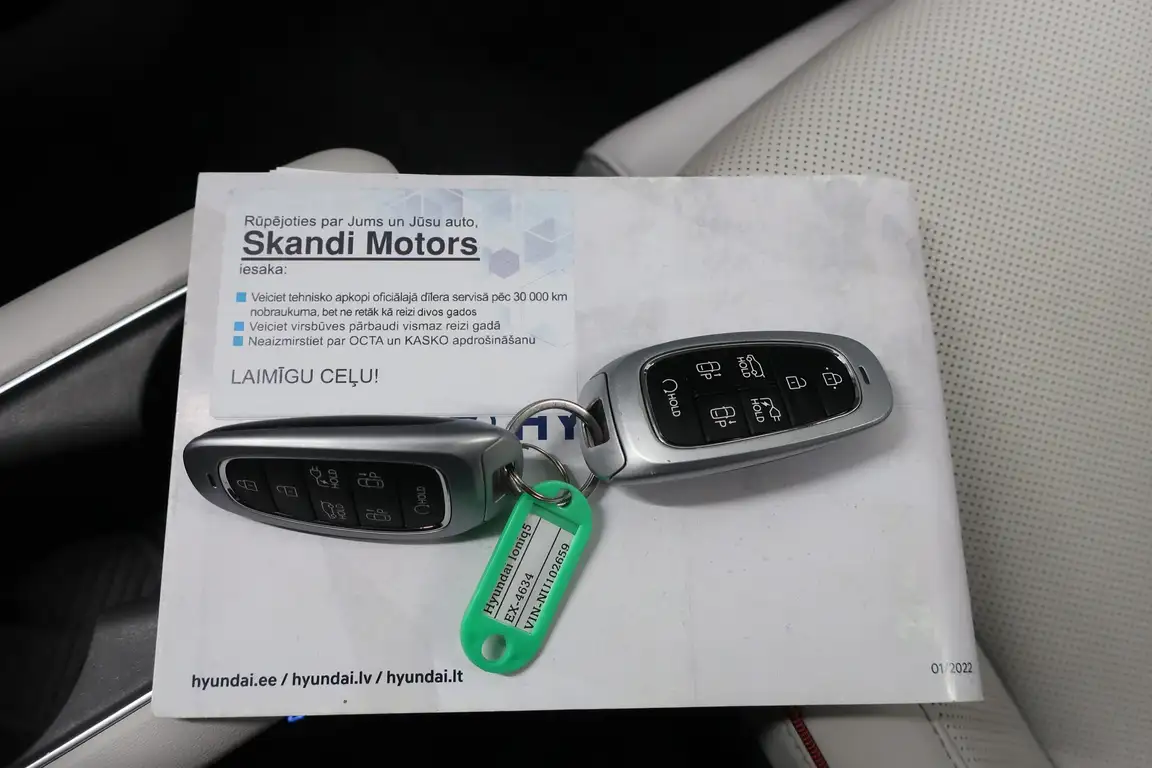 Rūpējoties par Jums un Jūsu auto,
Skandi Motors
iesaka:
Veiciet tehnisko apkopi oficiālajā dīlera servisā pēc 30 000 km
nobraukuma, bet ne retāk kā reizi divos gados
Veiciet virsbūves pārbaudi vismaz reizi gadā
Neaizmirstiet par OCTA un KASKO apdrošināšanu
LAIMĪGU CEĻU!
HY
HOLD
HOLD
HOLD
P
P
HOLD
HOLD
HOLD
P
P
Hyundai Ioniq5
EX-4634
VIN-NU102659
hyundai.ee / hyundai.lv / hyundai.lt
01/2022